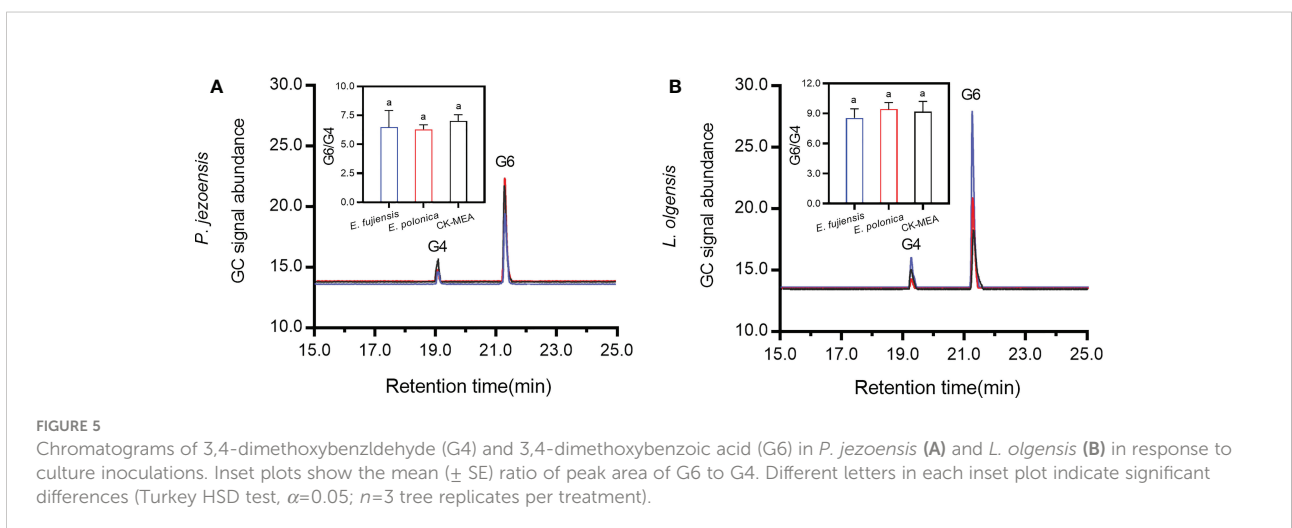 A
P. jezoensis
GC signal abundance
30.0
25.0
20.0
15.0
10.0
15.0 17.0 19.0 21.0 23.0 25.0
Retention time(min)
G4
G6
G6/G4
10.0
7.5
5.0
2.5
0.0
a a a
E. fujiensis E. polonica CK-MEA
B
L. olgensis
GC signal abundance
30.0
25.0
20.0
15.0
10.0
15.0 17.0 19.0 21.0 23.0 25.0
Retention time(min)
G4
G6
G6/G4
12.0
9.0
6.0
3.0
0.0
a a a
E. fujiensis E. polonica CK-MEA
FIGURE 5
Chromatograms of 3,4-dimethoxybenzldehyde (G4) and 3,4-dimethoxybenzoic acid (G6) in P. jezoensis (A) and L. olgensis (B) in response to
culture inoculations. Inset plots show the mean (± SE) ratio of peak area of G6 to G4. Different letters in each inset plot indicate significant
differences (Turkey HSD test, α=0.05; n=3 tree replicates per treatment).